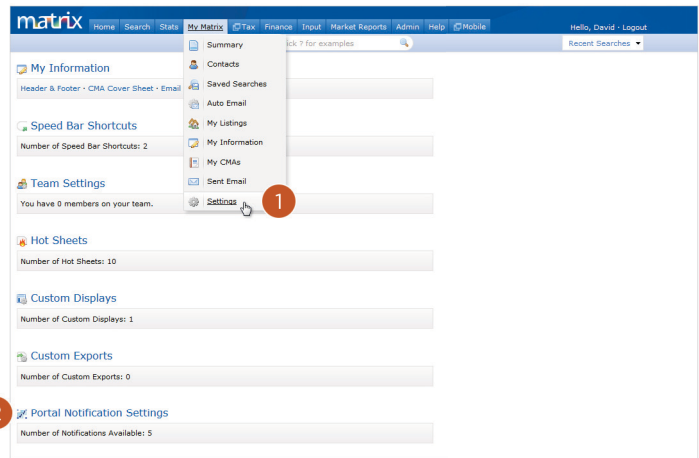 matrix Home Search Stats My Matrix Tax Finance Input Market Reports Admin Help Mobile Hello, David · Logout
ick ? for examples Recent Searches
Summary
Contacts
Saved Searches
Auto Email
My Listings
My Information
My CMAs
Sent Email
Settings
1
My Information
Header & Footer · CMA Cover Sheet · Email
Speed Bar Shortcuts
Number of Speed Bar Shortcuts: 2
Team Settings
You have 0 members on your team.
Hot Sheets
Number of Hot Sheets: 10
Custom Displays
Number of Custom Displays: 1
Custom Exports
Number of Custom Exports: 0
2 Portal Notification Settings
Number of Notifications Available: 5